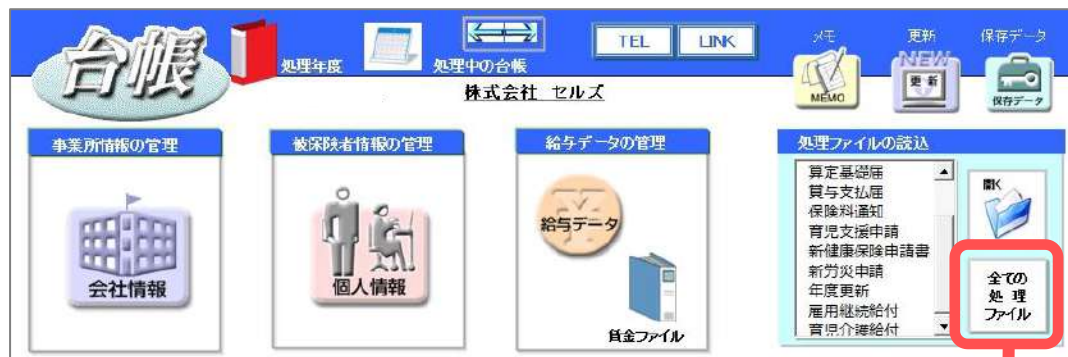 台帳
処理年度
処理中の台帳
TEL
LINK
メモ
更新
保存データ
MEMO
NEW
更新
保存データ
株式会社 セルズ
事業所情報の管理
被保険者情報の管理
給与データの管理
処理ファイルの読込
会社情報
個人情報
給与データ
賃金ファイル
算定基礎届
賞与支払届
保険料通知
育児支援申請
新健康保険申請書
新労災申請
年度更新
雇用継続給付
育児介護給付
開く
全ての
処 理
ファイル